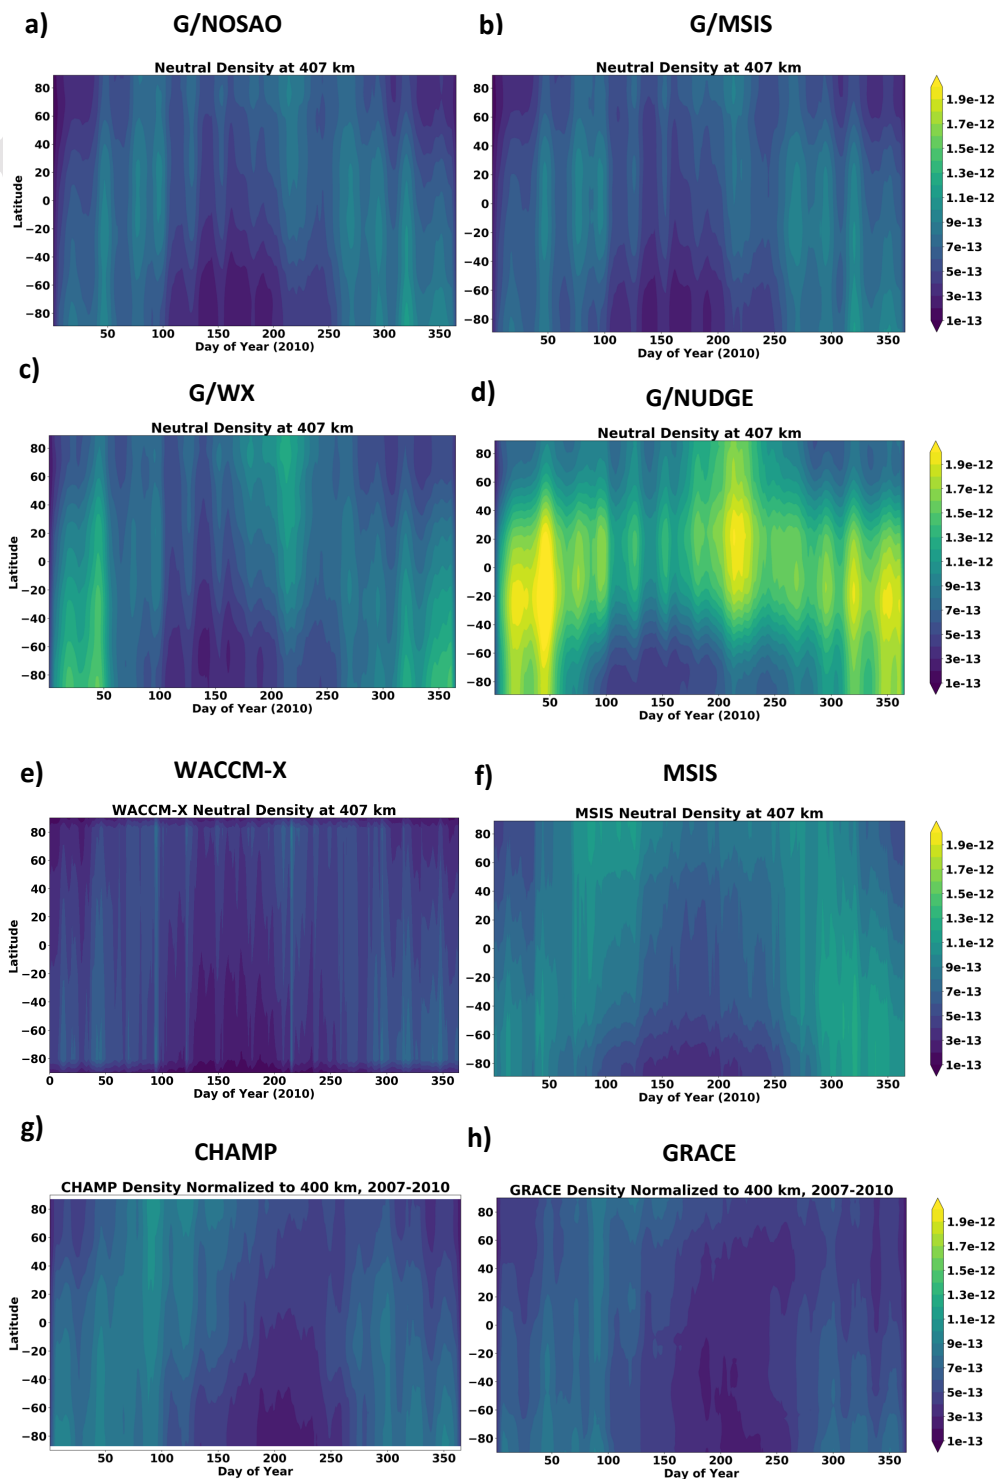 a) G/NOSAO
b) G/MSIS
Neutral Density at 407 km
Neutral Density at 407 km
Latitude
80
60
40
20
0
−20
−40
−60
−80
50 100 150 200 250 300 350
Day of Year (2010)
80
60
40
20
0
−20
−40
−60
−80
50 100 150 200 250 300 350
Day of Year (2010)
1.9e-12
1.7e-12
1.5e-12
1.3e-12
1.1e-12
9e-13
7e-13
5e-13
3e-13
1e-13
c) G/WX
d) G/NUDGE
Neutral Density at 407 km
Neutral Density at 407 km
Latitude
80
60
40
20
0
−20
−40
−60
−80
50 100 150 200 250 300 350
Day of Year (2010)
80
60
40
20
0
−20
−40
−60
−80
50 100 150 200 250 300 350
Day of Year (2010)
1.9e-12
1.7e-12
1.5e-12
1.3e-12
1.1e-12
9e-13
7e-13
5e-13
3e-13
1e-13
e) WACCM-X
f) MSIS
WACCM-X Neutral Density at 407 km
MSIS Neutral Density at 407 km
Latitude
80
60
40
20
0
−20
−40
−60
−80
0 50 100 150 200 250 300 350
Day of Year (2010)
80
60
40
20
0
−20
−40
−60
−80
50 100 150 200 250 300 350
Day of Year (2010)
1.9e-12
1.7e-12
1.5e-12
1.3e-12
1.1e-12
9e-13
7e-13
5e-13
3e-13
1e-13
g) CHAMP
h) GRACE
CHAMP Density Normalized to 400 km, 2007-2010
GRACE Density Normalized to 400 km, 2007-2010
Latitude
80
60
40
20
0
−20
−40
−60
−80
50 100 150 200 250 300 350
Day of Year
80
60
40
20
0
−20
−40
−60
−80
50 100 150 200 250 300 350
Day of Year
1.9e-12
1.7e-12
1.5e-12
1.3e-12
1.1e-12
9e-13
7e-13
5e-13
3e-13
1e-13